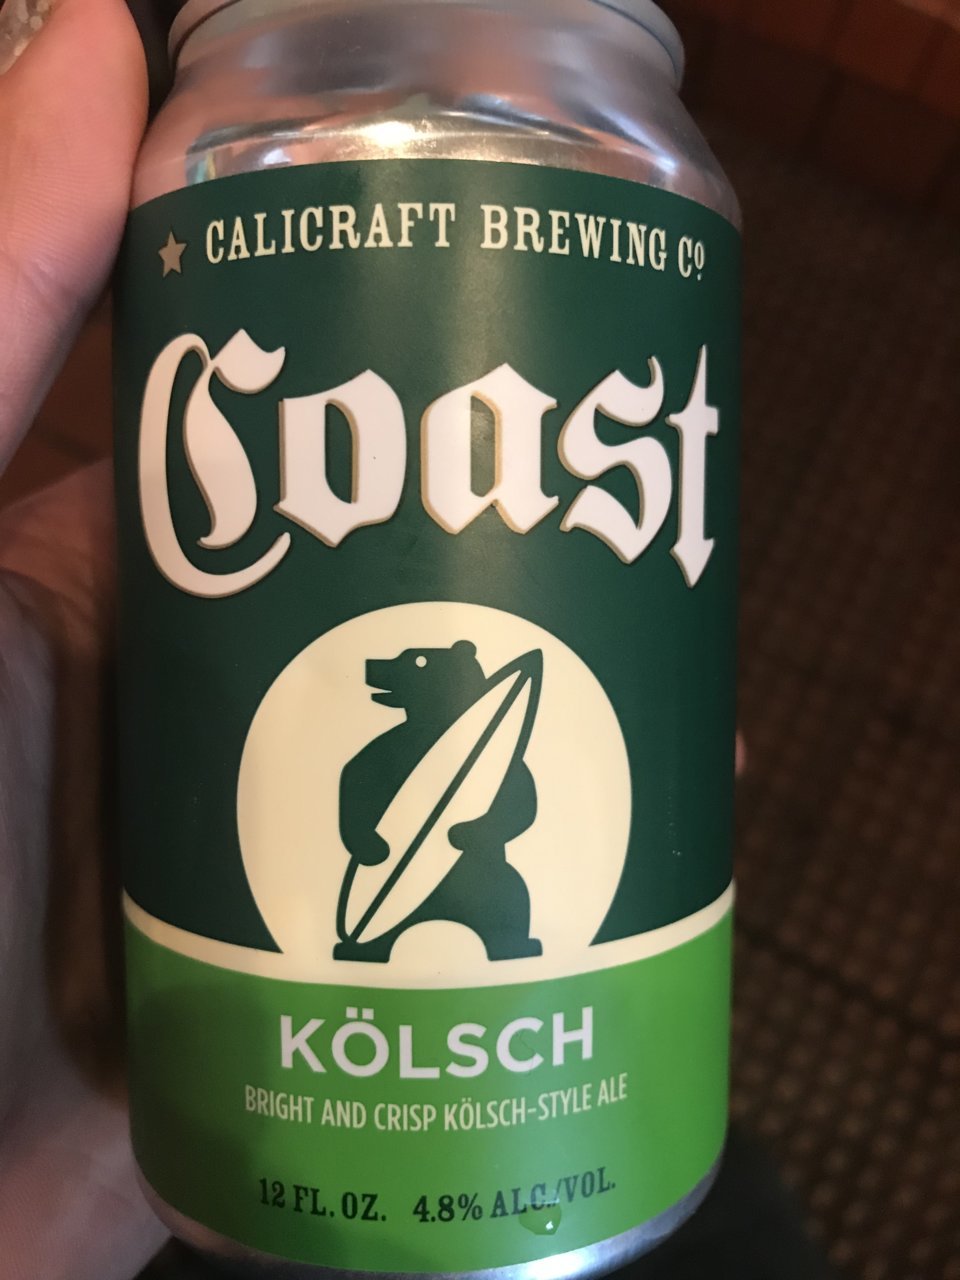 CALICRAFT BREWING Cº
Coast
KÖLSCH
BRIGHT AND CRISP KÖLSCH-STYLE ALE
12 FL. OZ. 4.8% ALC./VOL.